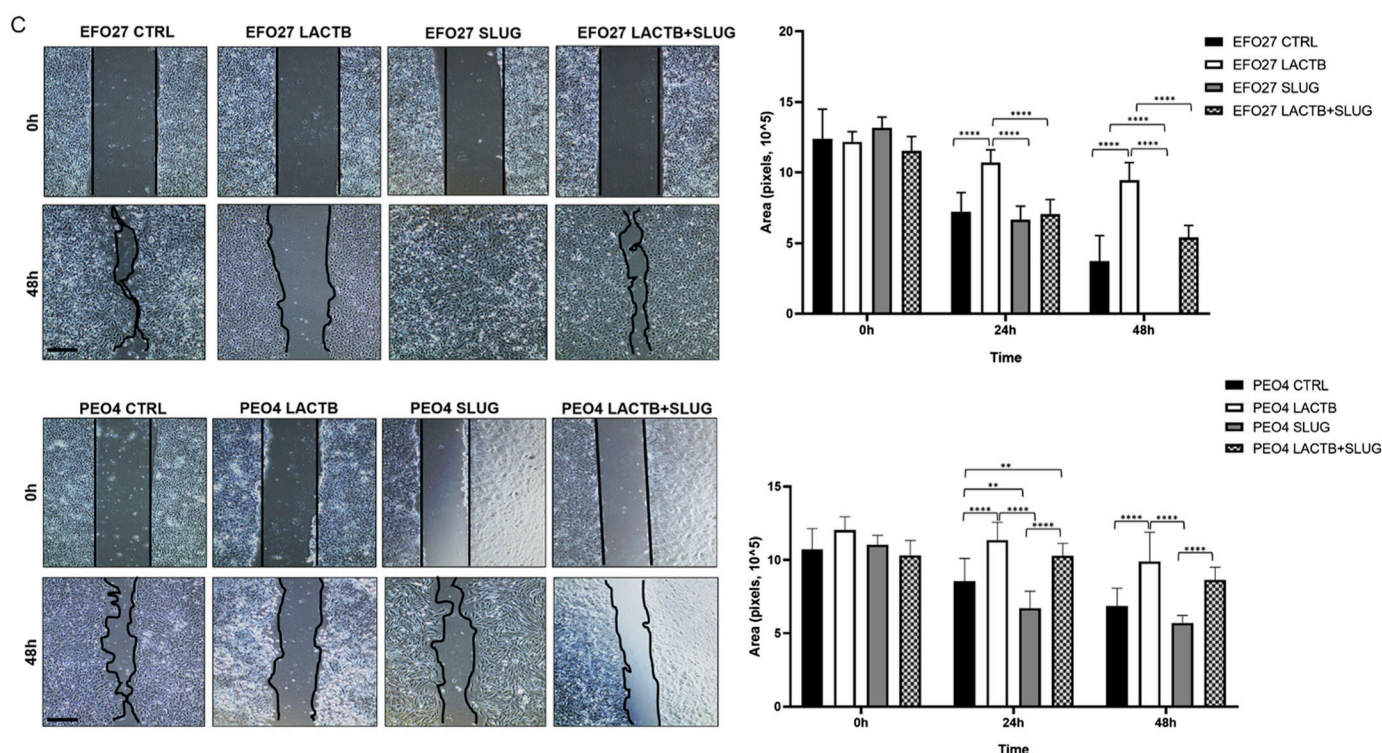 C
EFO27 CTRL
EFO27 LACTB
EFO27 SLUG
EFO27 LACTB+SLUG
0h
48h
20
15
10
5
0
Area (pixels, 10^5)
**** **** ****
**** **** **** ****
0h 24h 48h
Time
EFO27 CTRL
EFO27 LACTB
EFO27 SLUG
EFO27 LACTB+SLUG
PEO4 CTRL
PEO4 LACTB
PEO4 SLUG
PEO4 LACTB+SLUG
0h
48h
15
10
5
0
Area (pixels, 10^5)
**
**
**** **** ****
**** **** ****
0h 24h 48h
Time
PEO4 CTRL
PEO4 LACTB
PEO4 SLUG
PEO4 LACTB+SLUG